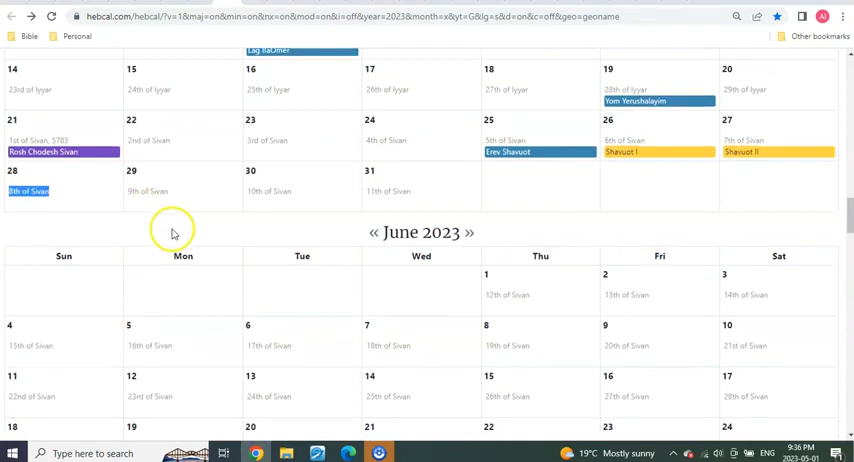 hebcal.com/hebcal/?v=1&maj=on&min=on&nx=on&mod=on&i=off&year=2023&month=x&yt=G&lg=s&d=on&c=off&geo=geoname
AI
Bible Personal Other bookmarks
Lag BaOmer
14 15 16 17 18 19 20
23rd of Iyyar 24th of Iyyar 25th of Iyyar 26th of Iyyar 27th of Iyyar 28th of Iyyar 29th of Iyyar
Yom Yerushalayim
21 22 23 24 25 26 27
1st of Sivan, 5783 2nd of Sivan 3rd of Sivan 4th of Sivan 5th of Sivan 6th of Sivan 7th of Sivan
Rosh Chodesh Sivan Erev Shavuot Shavuot I Shavuot II
28 29 30 31
8th of Sivan 9th of Sivan 10th of Sivan 11th of Sivan
« June 2023 »
Sun Mon Tue Wed Thu Fri Sat
1 2 3
12th of Sivan 13th of Sivan 14th of Sivan
4 5 6 7 8 9 10
15th of Sivan 16th of Sivan 17th of Sivan 18th of Sivan 19th of Sivan 20th of Sivan 21st of Sivan
11 12 13 14 15 16 17
22nd of Sivan 23rd of Sivan 24th of Sivan 25th of Sivan 26th of Sivan 27th of Sivan 28th of Sivan
18 19 20 21 22 23 24
Type here to search
19°C Mostly sunny
ENG
9:36 PM
2023-05-01